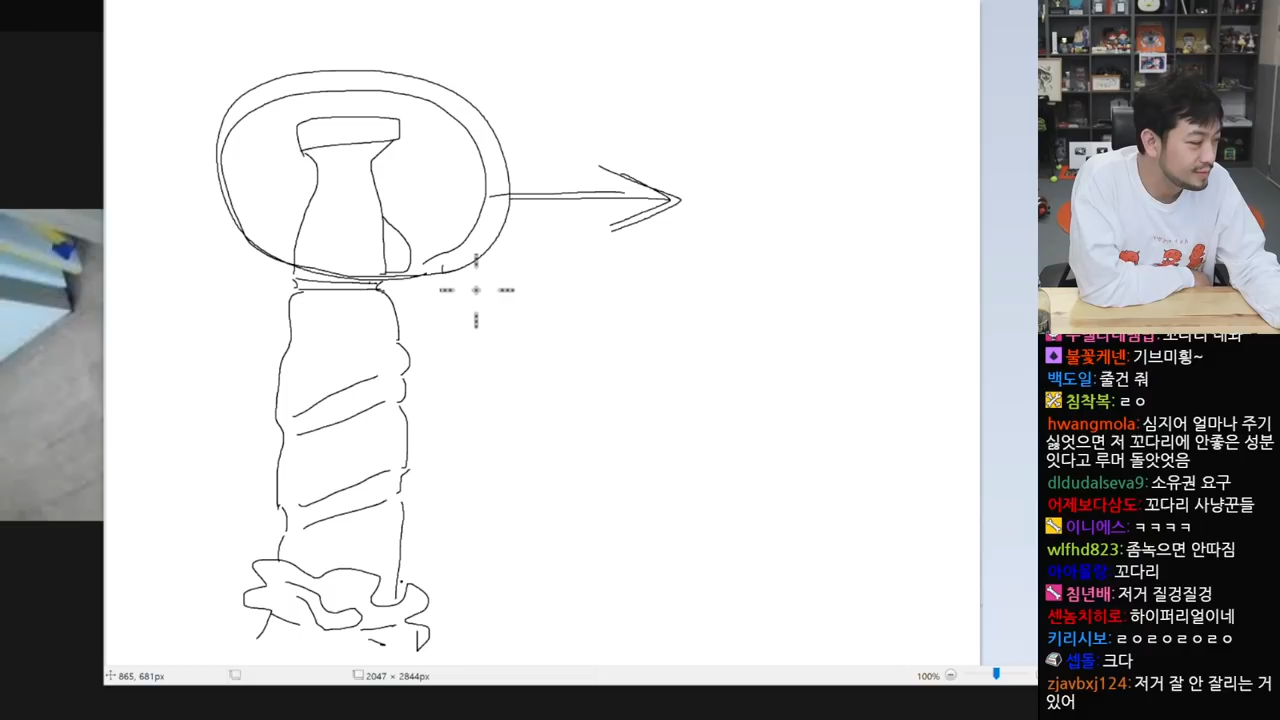 불꽃케넨: 기브미횡~
백도일: 줄건 줘
침착복: ㄹㅇ
hwangmola: 심지어 얼마나 주기
싫엇으면 저 꼬다리에 안좋은 성분
잇다고 루머 돌앗엇음
dldudalseva9: 소유권 요구
어제보다삼도: 꼬다리 사냥꾼들
이니에스: ㅋㅋㅋㅋ
wlfhd823: 좀녹으면 안따짐
꼬다리
침년배: 저거 질겅질겅
센놈치히로: 하이퍼리얼이네
키리시보: ㄹㅇㄹㅇㄹㅇㄹㅇ
셉돌: 크다
zjavbxj124: 저거 잘 안 잘리는 거
있어
865, 681px
2047 × 2844px
100%